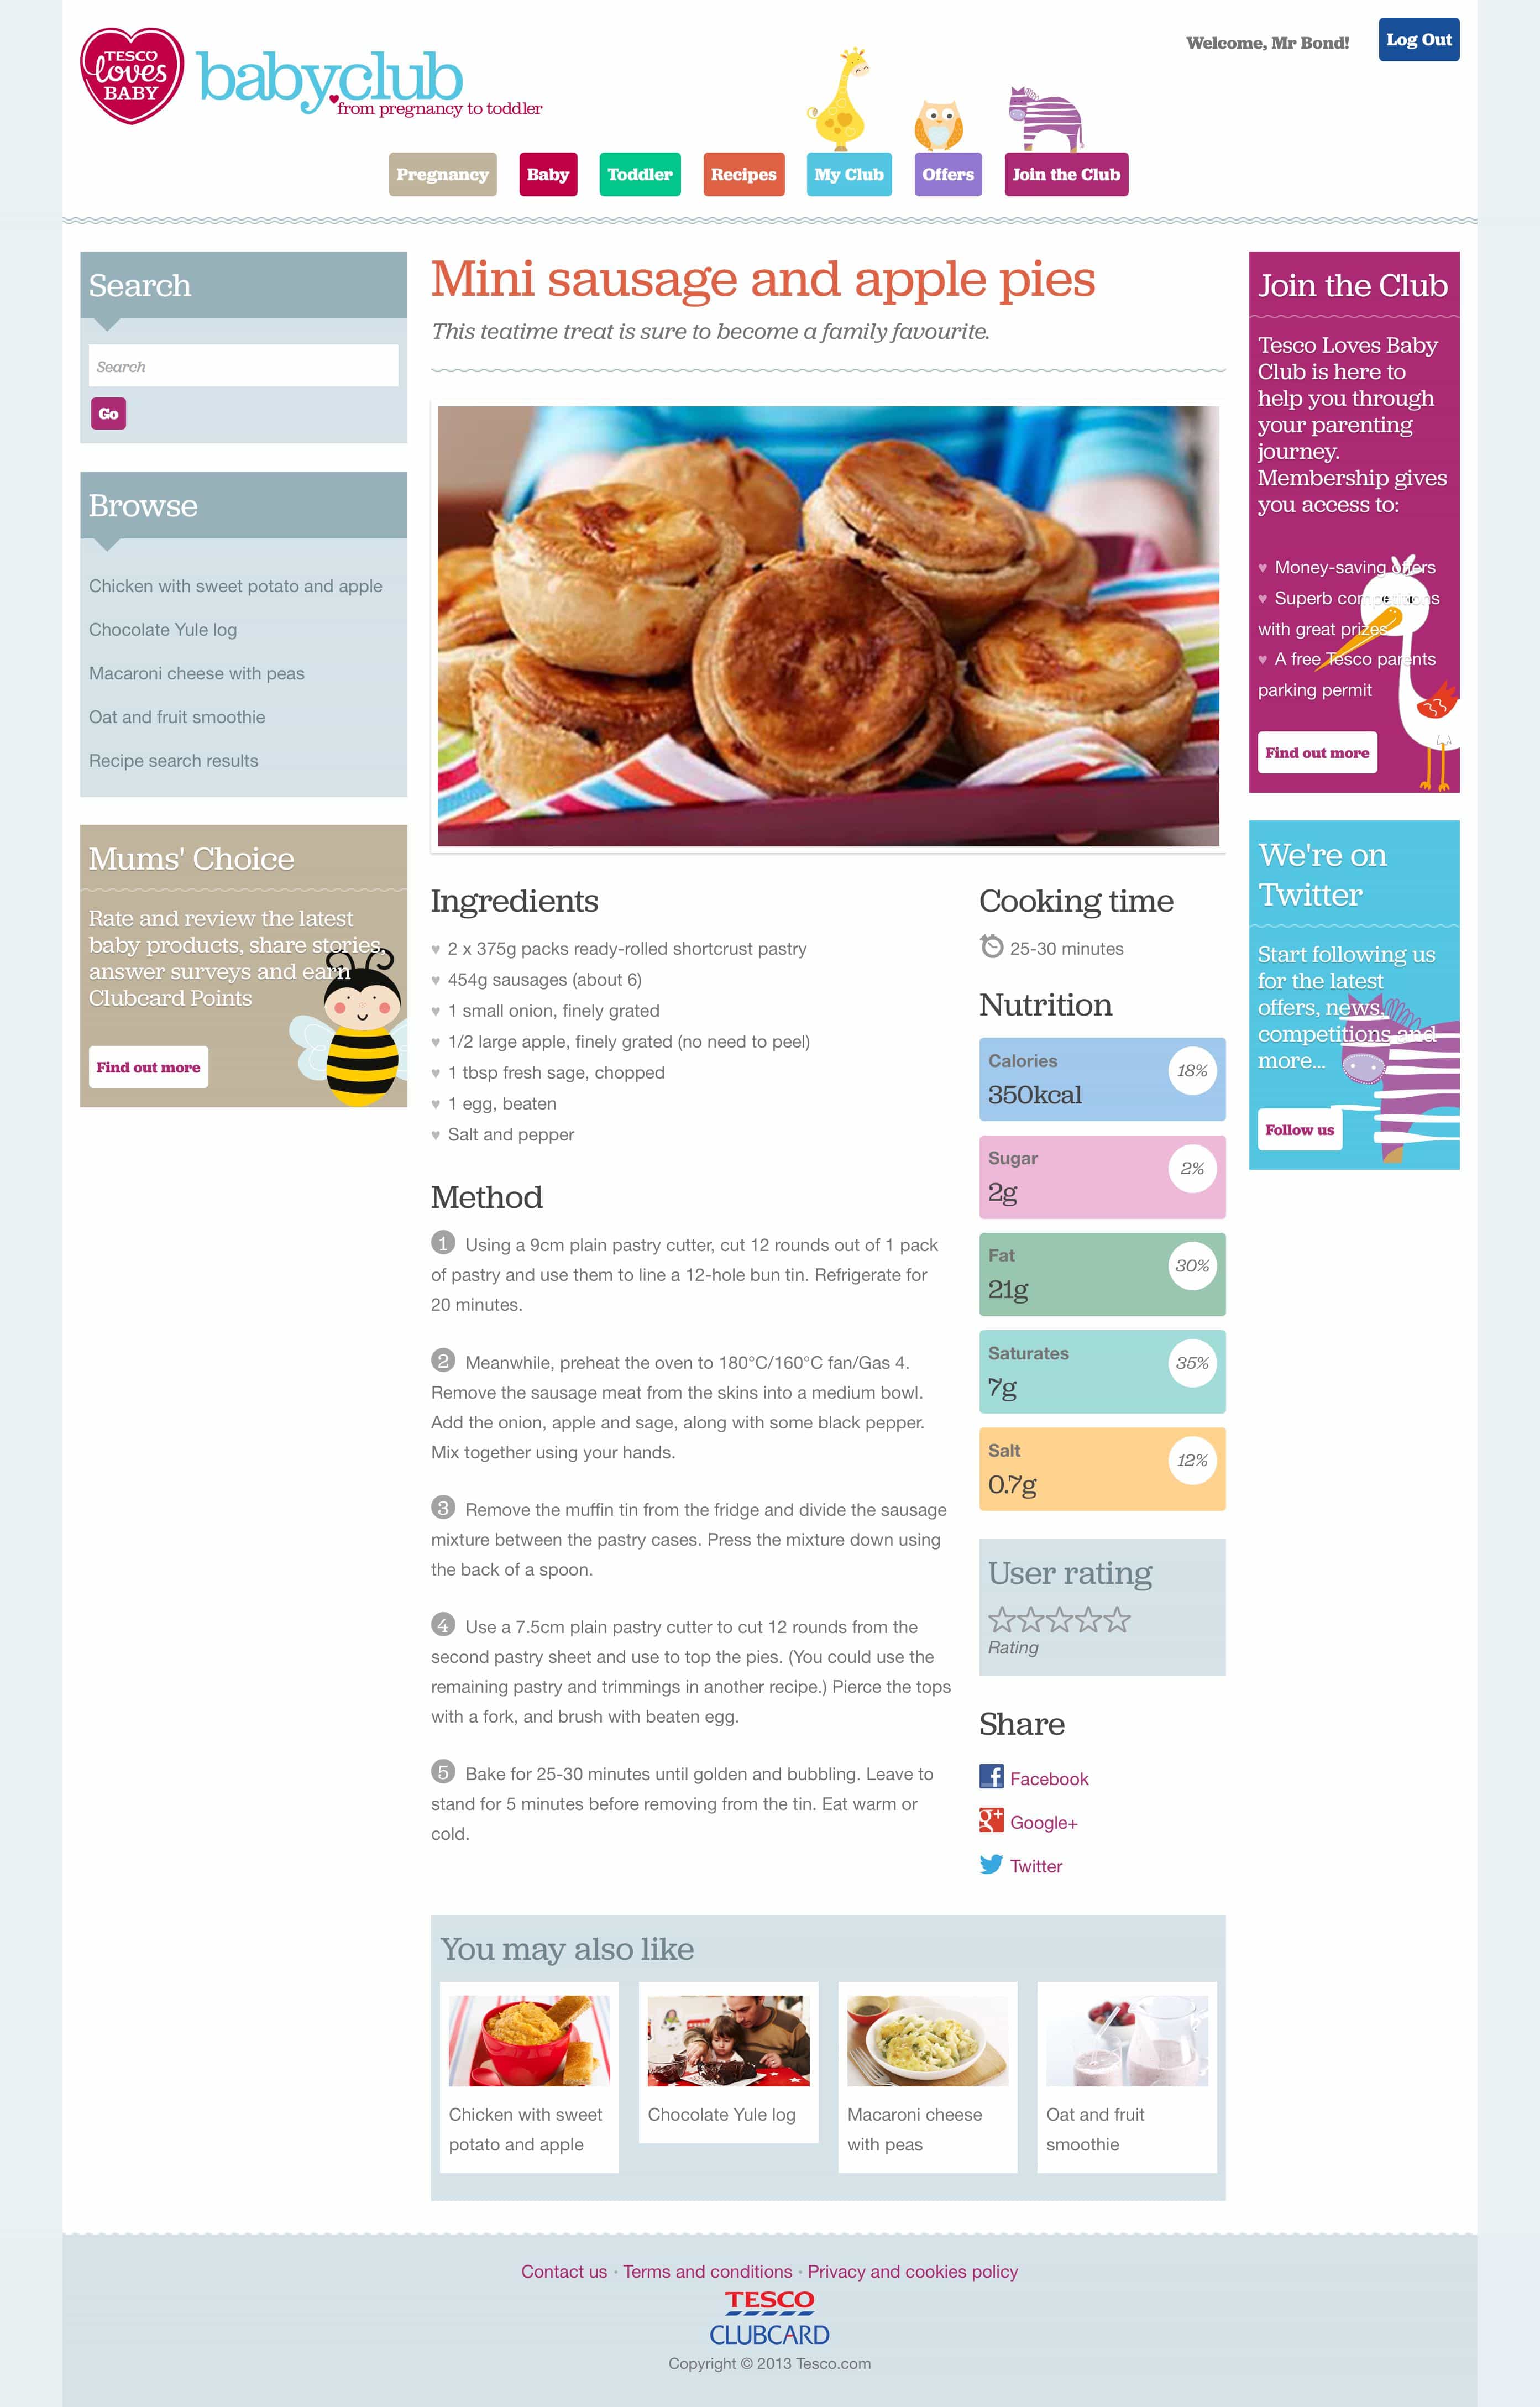 TESCO
loves
BABY
babyclub
from pregnancy to toddler
Welcome, Mr Bond!
Log Out
Pregnancy
Baby
Toddler
Recipes
My Club
Offers
Join the Club
Search
Search
Go
Browse
Chicken with sweet potato and apple
Chocolate Yule log
Macaroni cheese with peas
Oat and fruit smoothie
Recipe search results
Mums' Choice
Rate and review the latest
baby products, share stories,
answer surveys and earn
Clubcard Points
Find out more
Mini sausage and apple pies
This teatime treat is sure to become a family favourite.
Ingredients
♥ 2 x 375g packs ready-rolled shortcrust pastry
♥ 454g sausages (about 6)
♥ 1 small onion, finely grated
♥ 1/2 large apple, finely grated (no need to peel)
♥ 1 tbsp fresh sage, chopped
♥ 1 egg, beaten
♥ Salt and pepper
Method
1 Using a 9cm plain pastry cutter, cut 12 rounds out of 1 pack
of pastry and use them to line a 12-hole bun tin. Refrigerate for
20 minutes.
2 Meanwhile, preheat the oven to 180°C/160°C fan/Gas 4.
Remove the sausage meat from the skins into a medium bowl.
Add the onion, apple and sage, along with some black pepper.
Mix together using your hands.
3 Remove the muffin tin from the fridge and divide the sausage
mixture between the pastry cases. Press the mixture down using
the back of a spoon.
4 Use a 7.5cm plain pastry cutter to cut 12 rounds from the
second pastry sheet and use to top the pies. (You could use the
remaining pastry and trimmings in another recipe.) Pierce the tops
with a fork, and brush with beaten egg.
5 Bake for 25-30 minutes until golden and bubbling. Leave to
stand for 5 minutes before removing from the tin. Eat warm or
cold.
Cooking time
25-30 minutes
Nutrition
Calories
18%
350kcal
Sugar
2%
2g
Fat
30%
21g
Saturates
35%
7g
Salt
12%
0.7g
User rating
Rating
Share
Facebook
Google+
Twitter
You may also like
Chicken with sweet
potato and apple
Chocolate Yule log
Macaroni cheese
with peas
Oat and fruit
smoothie
Join the Club
Tesco Loves Baby
Club is here to
help you through
your parenting
journey.
Membership gives
you access to:
♥ Money-saving offers
♥ Superb competitions
with great prizes
♥ A free Tesco parents
parking permit
Find out more
We're on
Twitter
Start following us
for the latest
offers, news,
competitions and
more...
Follow us
Contact us · Terms and conditions · Privacy and cookies policy
TESCO
CLUBCARD
Copyright © 2013 Tesco.com